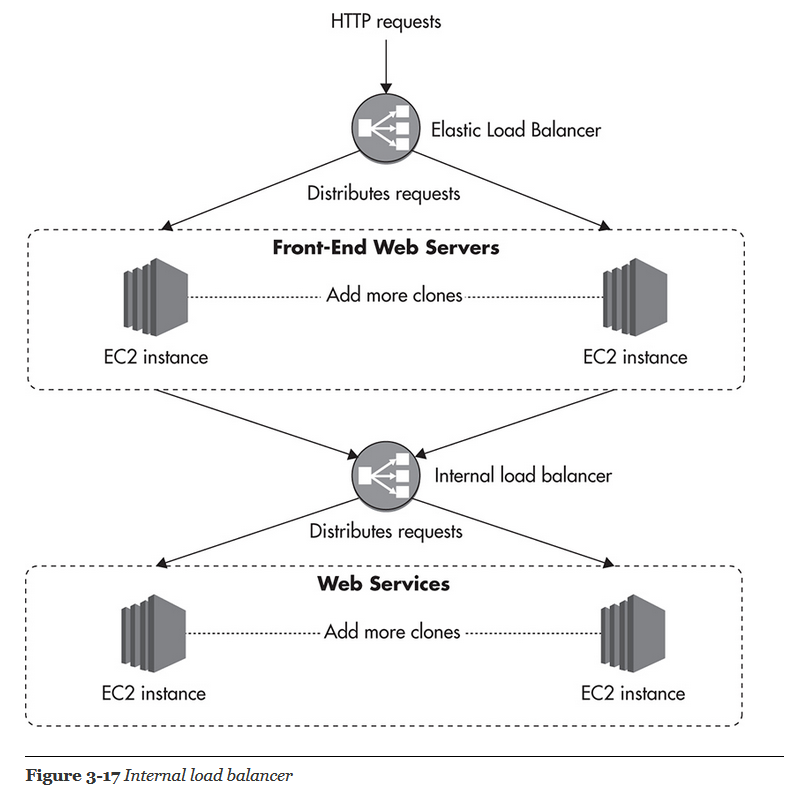 HTTP requests
Elastic Load Balancer
Distributes requests
Front-End Web Servers
Add more clones
EC2 instance
EC2 instance
Internal load balancer
Distributes requests
Web Services
Add more clones
EC2 instance
EC2 instance
Figure 3-17 Internal load balancer